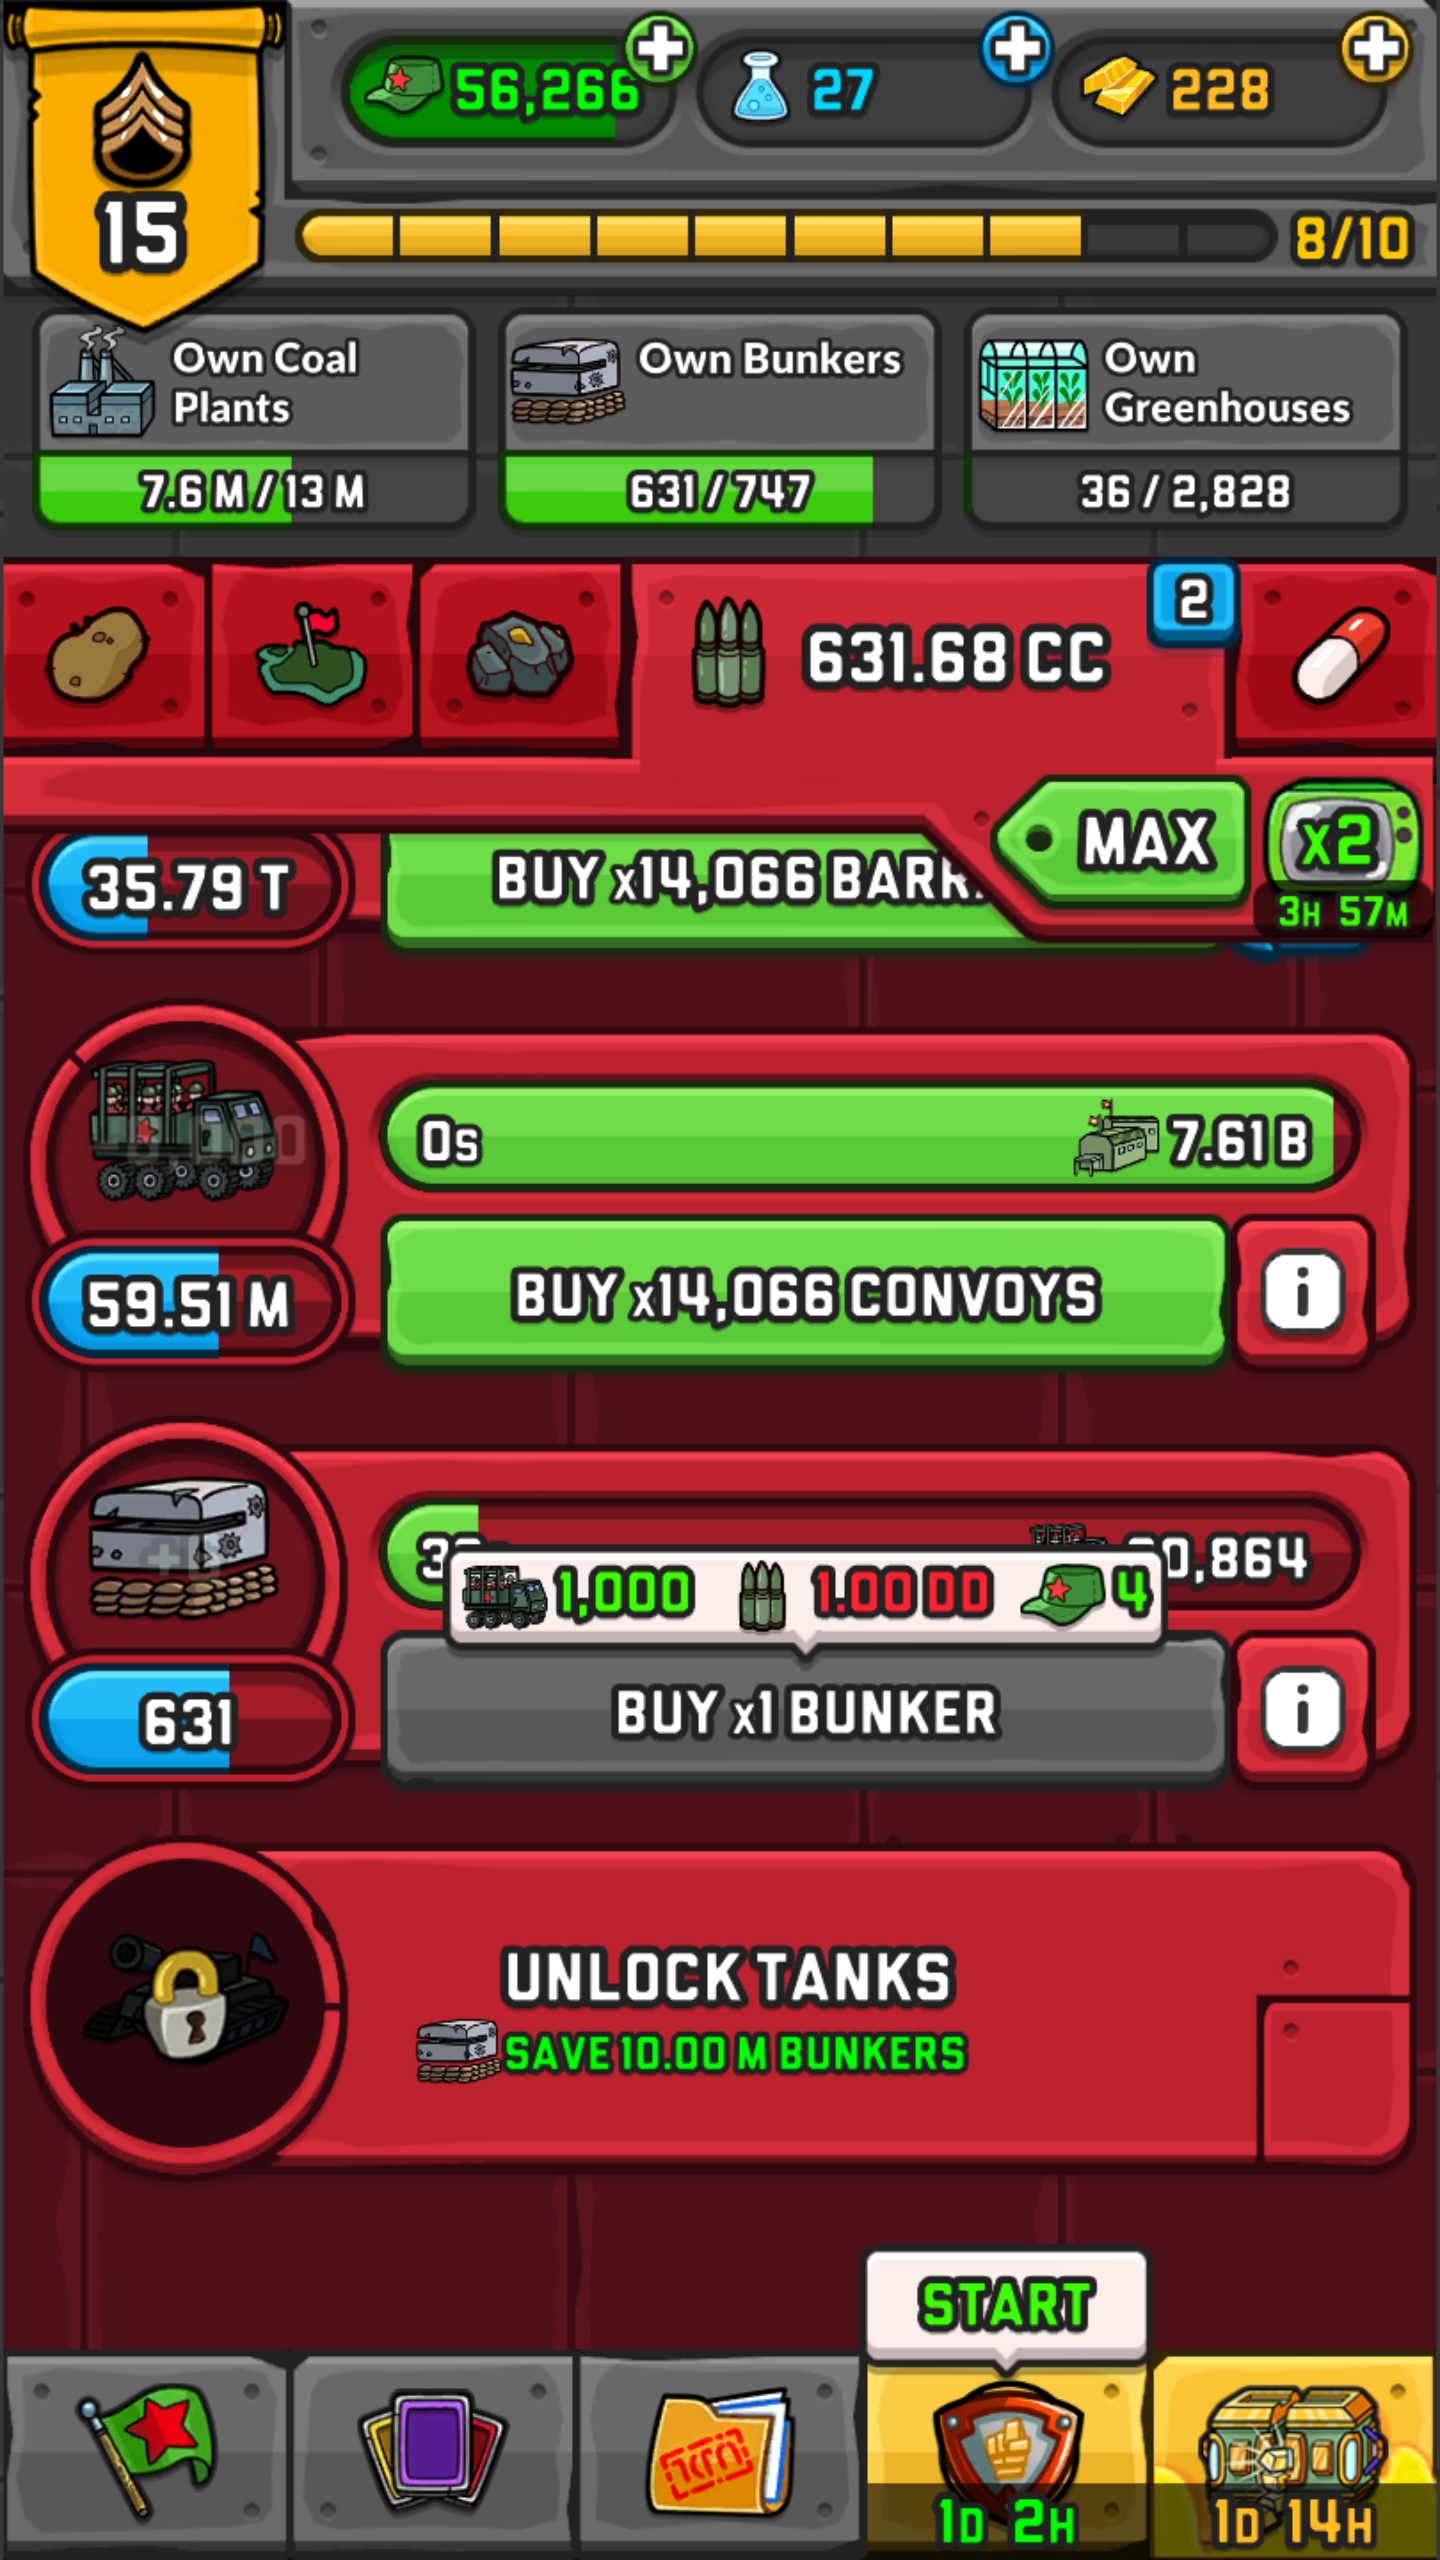 56,266
27
228
15
8/10
Own Coal
Plants
7.6 M / 13 M
Own Bunkers
631 / 747
Own
Greenhouses
36 / 2,828
631.68 CC
2
MAX
x2
3H 57M
35.79 T
BUY x14,066 BARR
0s
7.61 B
59.51 M
BUY x14,066 CONVOYS
0,864
1,000
1.00 DD
4
631
BUY x1 BUNKER
UNLOCK TANKS
SAVE 10.00 M BUNKERS
START
1D 2H
1D 14H